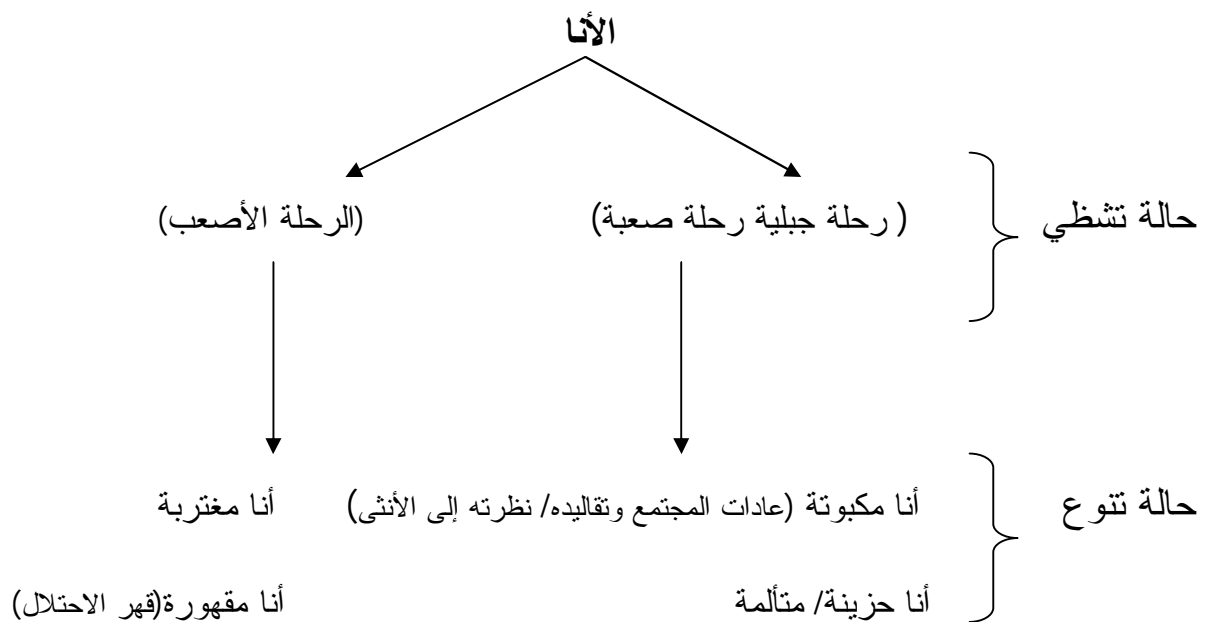 الأنا
حالة تشظي
( رحلة جبلية رحلة صعبة)
(الرحلة الأصعب)
حالة تنوع
أنا مكبوتة (عادات المجتمع وتقاليده/ نظرته إلى الأنثى)
أنا مغتربة
أنا حزينة/ متألمة
أنا مقهورة(قهر الاحتلال)